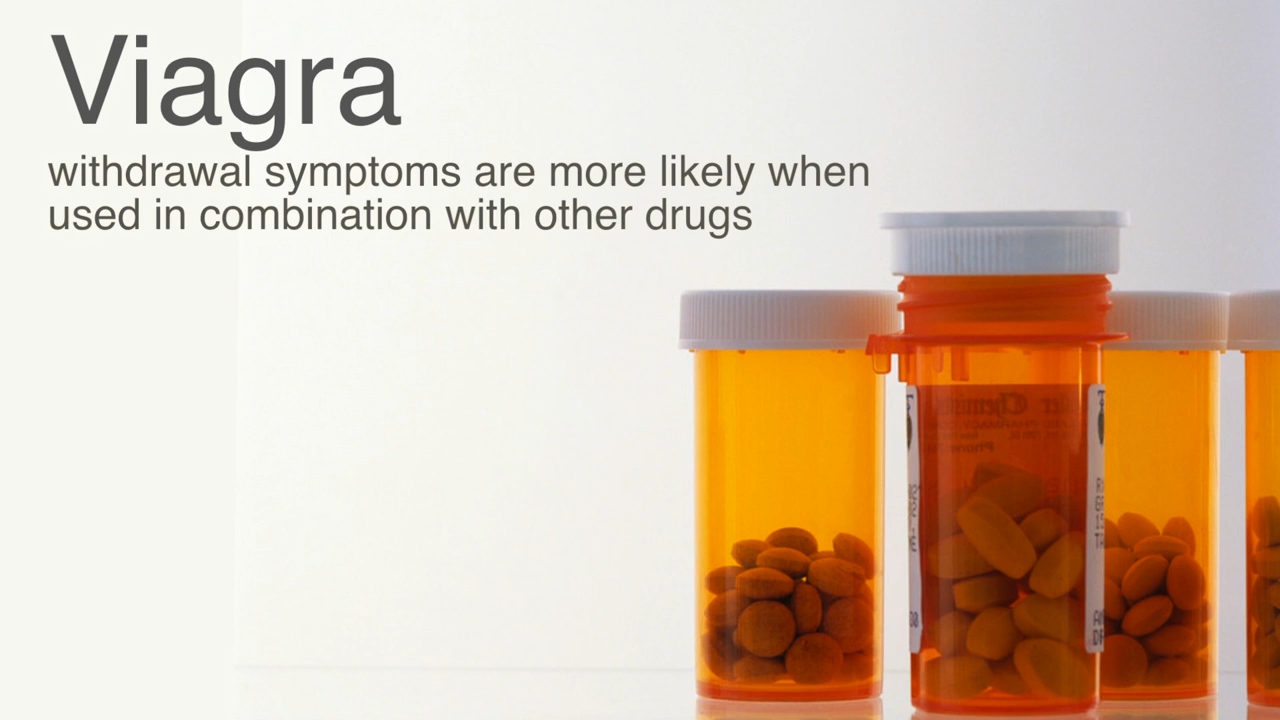 Viagra
withdrawal symptoms are more likely when
used in combination with other drugs